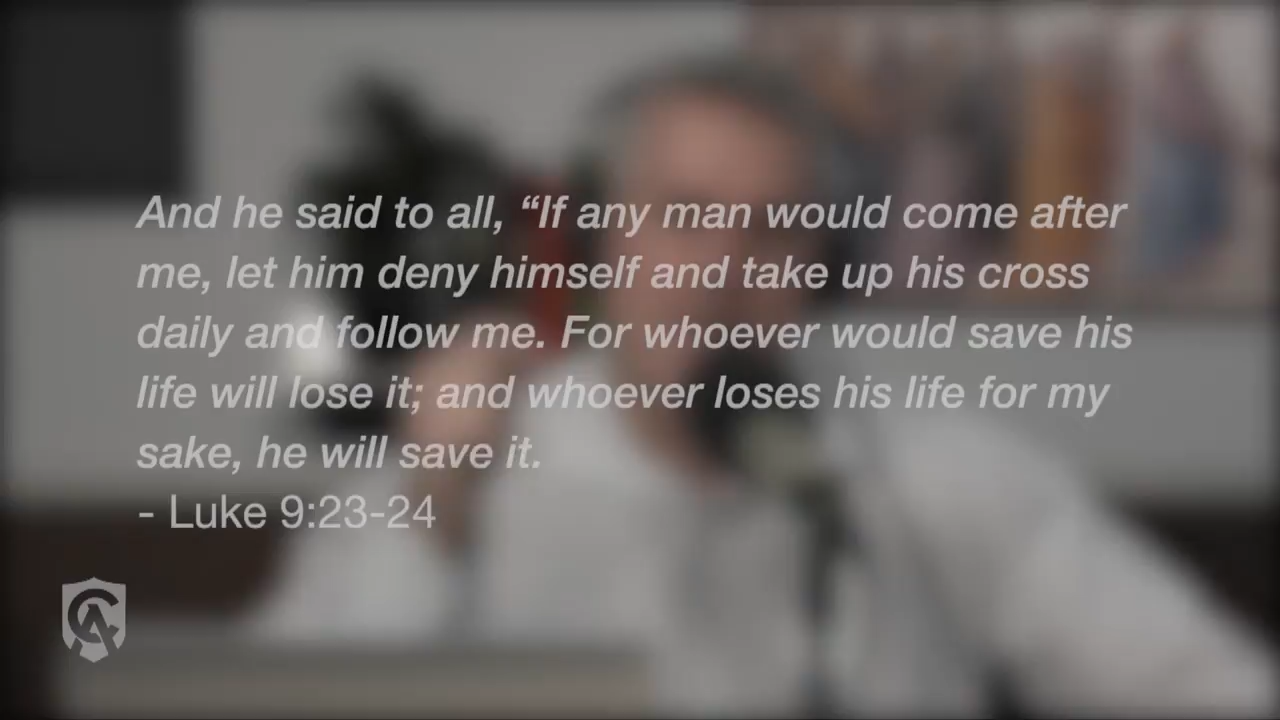 And he said to all, “If any man would come after
me, let him deny himself and take up his cross
daily and follow me. For whoever would save his
life will lose it; and whoever loses his life for my
sake, he will save it.
- Luke 9:23-24
CA